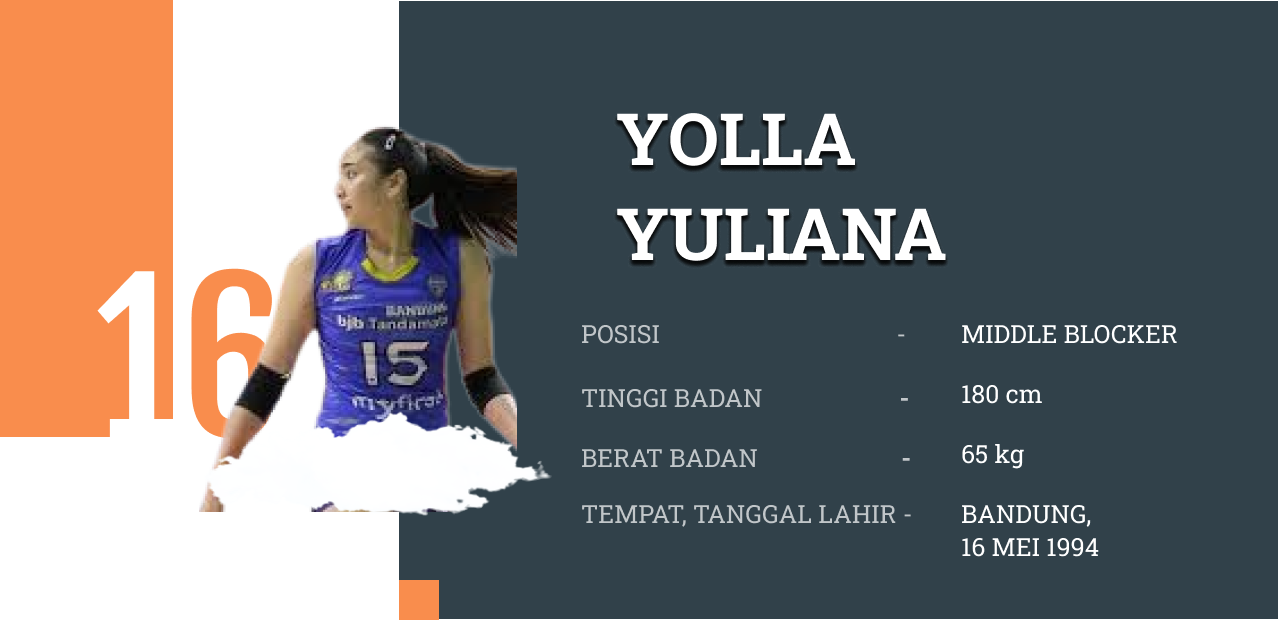 16
YOLLA
YULIANA
BANDUNG
bjb Tandamata
15
myfirst
POSISI - MIDDLE BLOCKER
TINGGI BADAN - 180 cm
BERAT BADAN - 65 kg
TEMPAT, TANGGAL LAHIR - BANDUNG,
16 MEI 1994